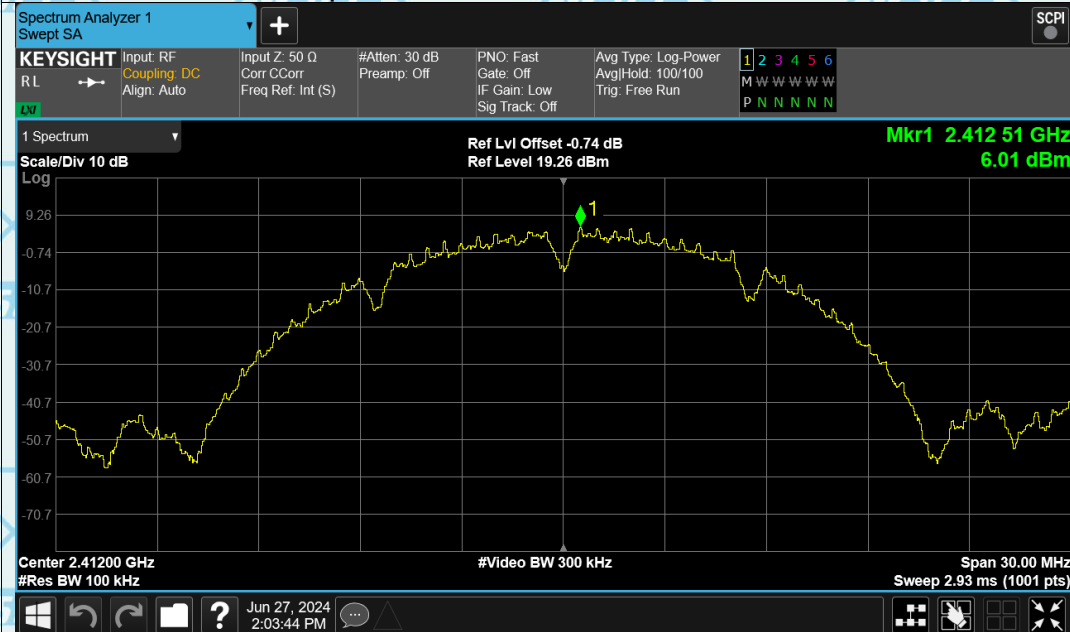 Spectrum Analyzer 1
Swept SA
+
SCPI
KEYSIGHT
RL
LXI
Input: RF
Coupling: DC
Align: Auto
Input Z: 50 Ω
Corr CCorr
Freq Ref: Int (S)
#Atten: 30 dB
Preamp: Off
PNO: Fast
Gate: Off
IF Gain: Low
Sig Track: Off
Avg Type: Log-Power
Avg|Hold: 100/100
Trig: Free Run
1 2 3 4 5 6
M W W W W W
P N N N N N
1 Spectrum
Scale/Div 10 dB
Ref Lvl Offset -0.74 dB
Ref Level 19.26 dBm
Mkr1 2.412 51 GHz
6.01 dBm
Log
9.26
-0.74
-10.7
-20.7
-30.7
-40.7
-50.7
-60.7
-70.7
1
Center 2.41200 GHz
#Res BW 100 kHz
#Video BW 300 kHz
Span 30.00 MHz
Sweep 2.93 ms (1001 pts)
?
Jun 27, 2024
2:03:44 PM